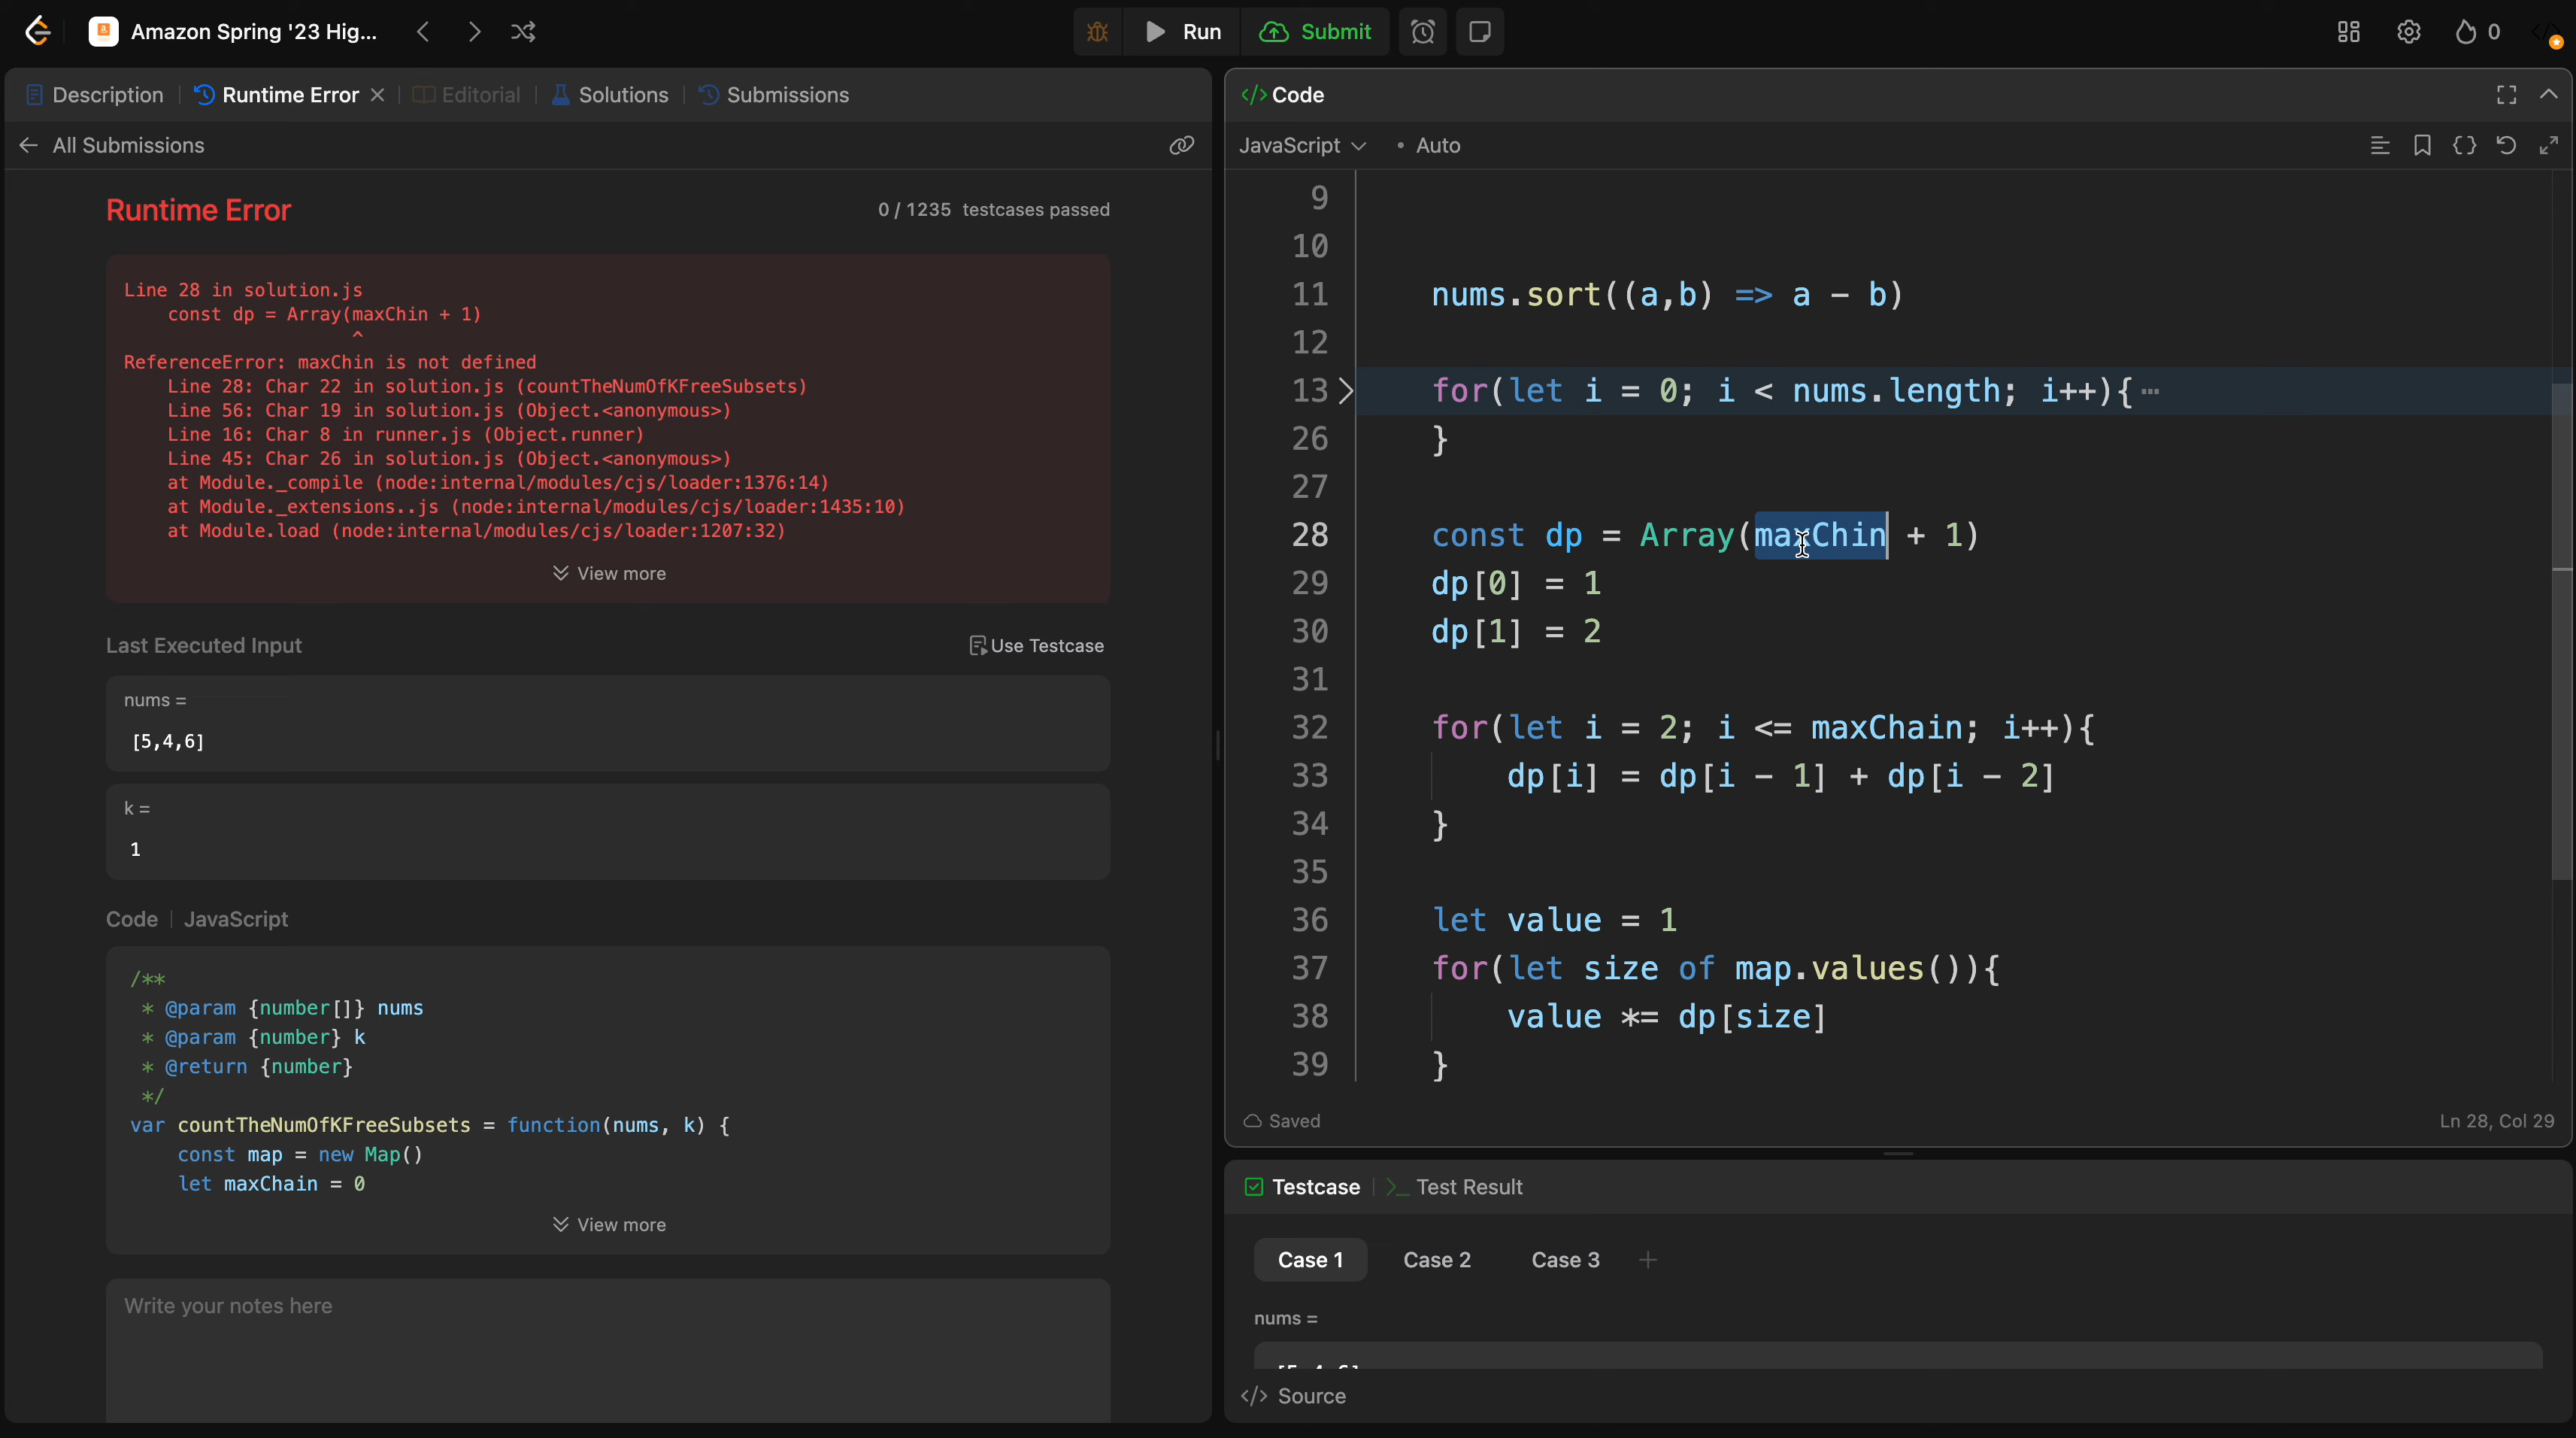 Amazon Spring '23 Hig...
Run
Submit
0
Description
Runtime Error
Editorial
Solutions
Submissions
All Submissions
Runtime Error
0 / 1235 testcases passed
Line 28 in solution.js
const dp = Array(maxChin + 1)
^
ReferenceError: maxChin is not defined
Line 28: Char 22 in solution.js (countTheNumOfKFreeSubsets)
Line 56: Char 19 in solution.js (Object.<anonymous>)
Line 16: Char 8 in runner.js (Object.runner)
Line 45: Char 26 in solution.js (Object.<anonymous>)
at Module._compile (node:internal/modules/cjs/loader:1376:14)
at Module._extensions..js (node:internal/modules/cjs/loader:1435:10)
at Module.load (node:internal/modules/cjs/loader:1207:32)
View more
Last Executed Input
Use Testcase
nums =
[5,4,6]
k =
1
Code | JavaScript
/**
* @param {number[]} nums
* @param {number} k
* @return {number}
*/
var countTheNumOfKFreeSubsets = function(nums, k) {
const map = new Map()
let maxChain = 0
View more
Write your notes here
</> Code
JavaScript
• Auto
9
10
11 nums.sort((a,b) => a - b)
12
13 for(let i = 0; i < nums.length; i++){ ⋯
26 }
27
28 const dp = Array(maxChin + 1)
29 dp[0] = 1
30 dp[1] = 2
31
32 for(let i = 2; i <= maxChain; i++){
33 dp[i] = dp[i - 1] + dp[i - 2]
34 }
35
36 let value = 1
37 for(let size of map.values()){
38 value *= dp[size]
39 }
Saved
Ln 28, Col 29
Testcase
>_ Test Result
Case 1
Case 2
Case 3
+
nums =
[5,4,6]
</> Source